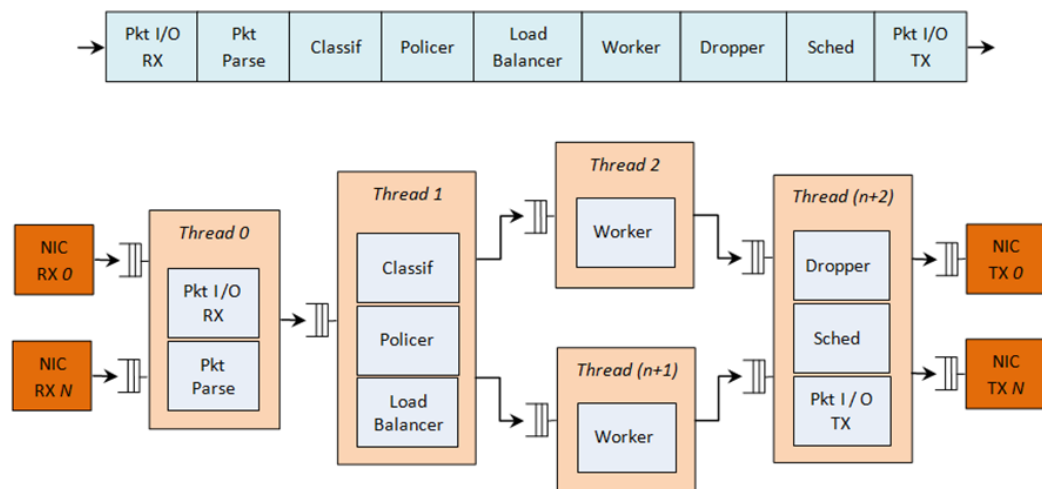 Pkt I/O
RX
Pkt
Parse
Classif
Policer
Load
Balancer
Worker
Dropper
Sched
Pkt I/O
TX
NIC
RX 0
NIC
RX N
Thread 0
Pkt I/O
RX
Pkt
Parse
Thread 1
Classif
Policer
Load
Balancer
Thread 2
Worker
Thread (n+1)
Worker
Thread (n+2)
Dropper
Sched
Pkt I / O
TX
NIC
TX 0
NIC
TX N